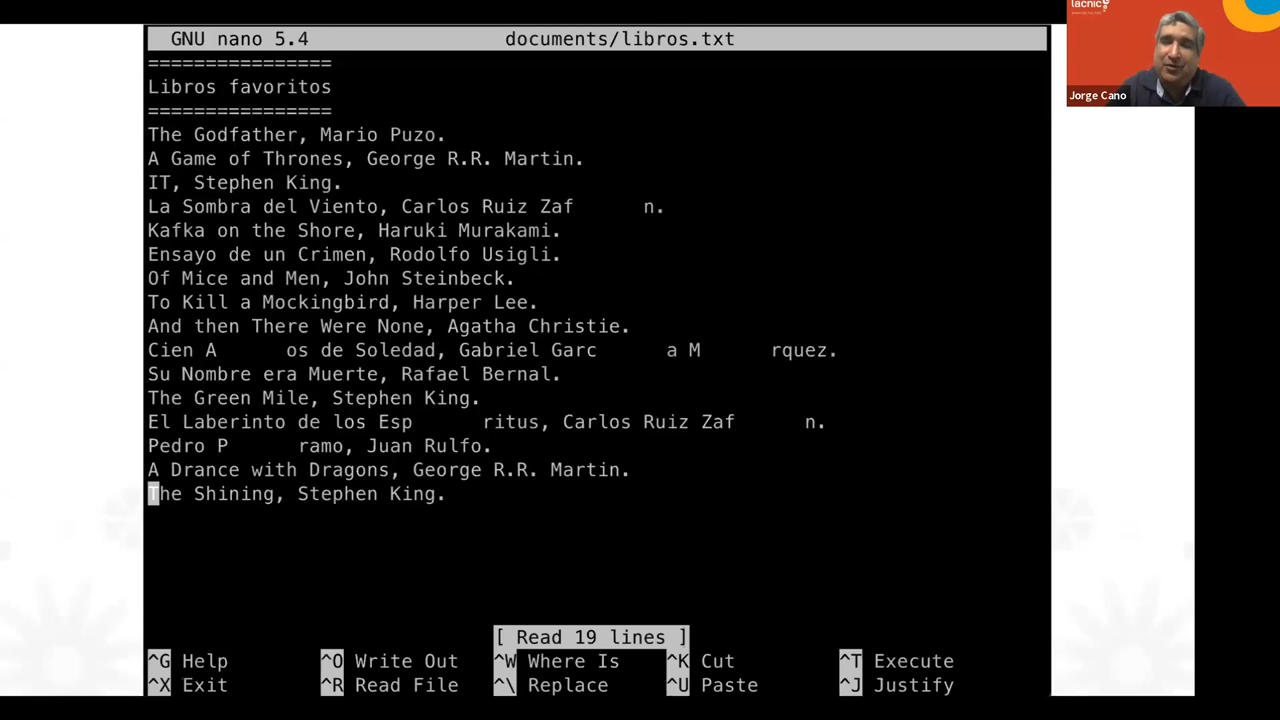 GNU nano 5.4 documents/libros.txt
================
Libros favoritos
================
The Godfather, Mario Puzo.
A Game of Thrones, George R.R. Martin.
IT, Stephen King.
La Sombra del Viento, Carlos Ruiz Zaf      n.
Kafka on the Shore, Haruki Murakami.
Ensayo de un Crimen, Rodolfo Usigli.
Of Mice and Men, John Steinbeck.
To Kill a Mockingbird, Harper Lee.
And then There Were None, Agatha Christie.
Cien A      os de Soledad, Gabriel Garc      a M      rquez.
Su Nombre era Muerte, Rafael Bernal.
The Green Mile, Stephen King.
El Laberinto de los Esp      ritus, Carlos Ruiz Zaf      n.
Pedro P      ramo, Juan Rulfo.
A Drance with Dragons, George R.R. Martin.
The Shining, Stephen King.
[ Read 19 lines ]
^G Help ^O Write Out ^W Where Is ^K Cut ^T Execute
^X Exit ^R Read File ^\ Replace ^U Paste ^J Justify
lacnic
Jorge Cano